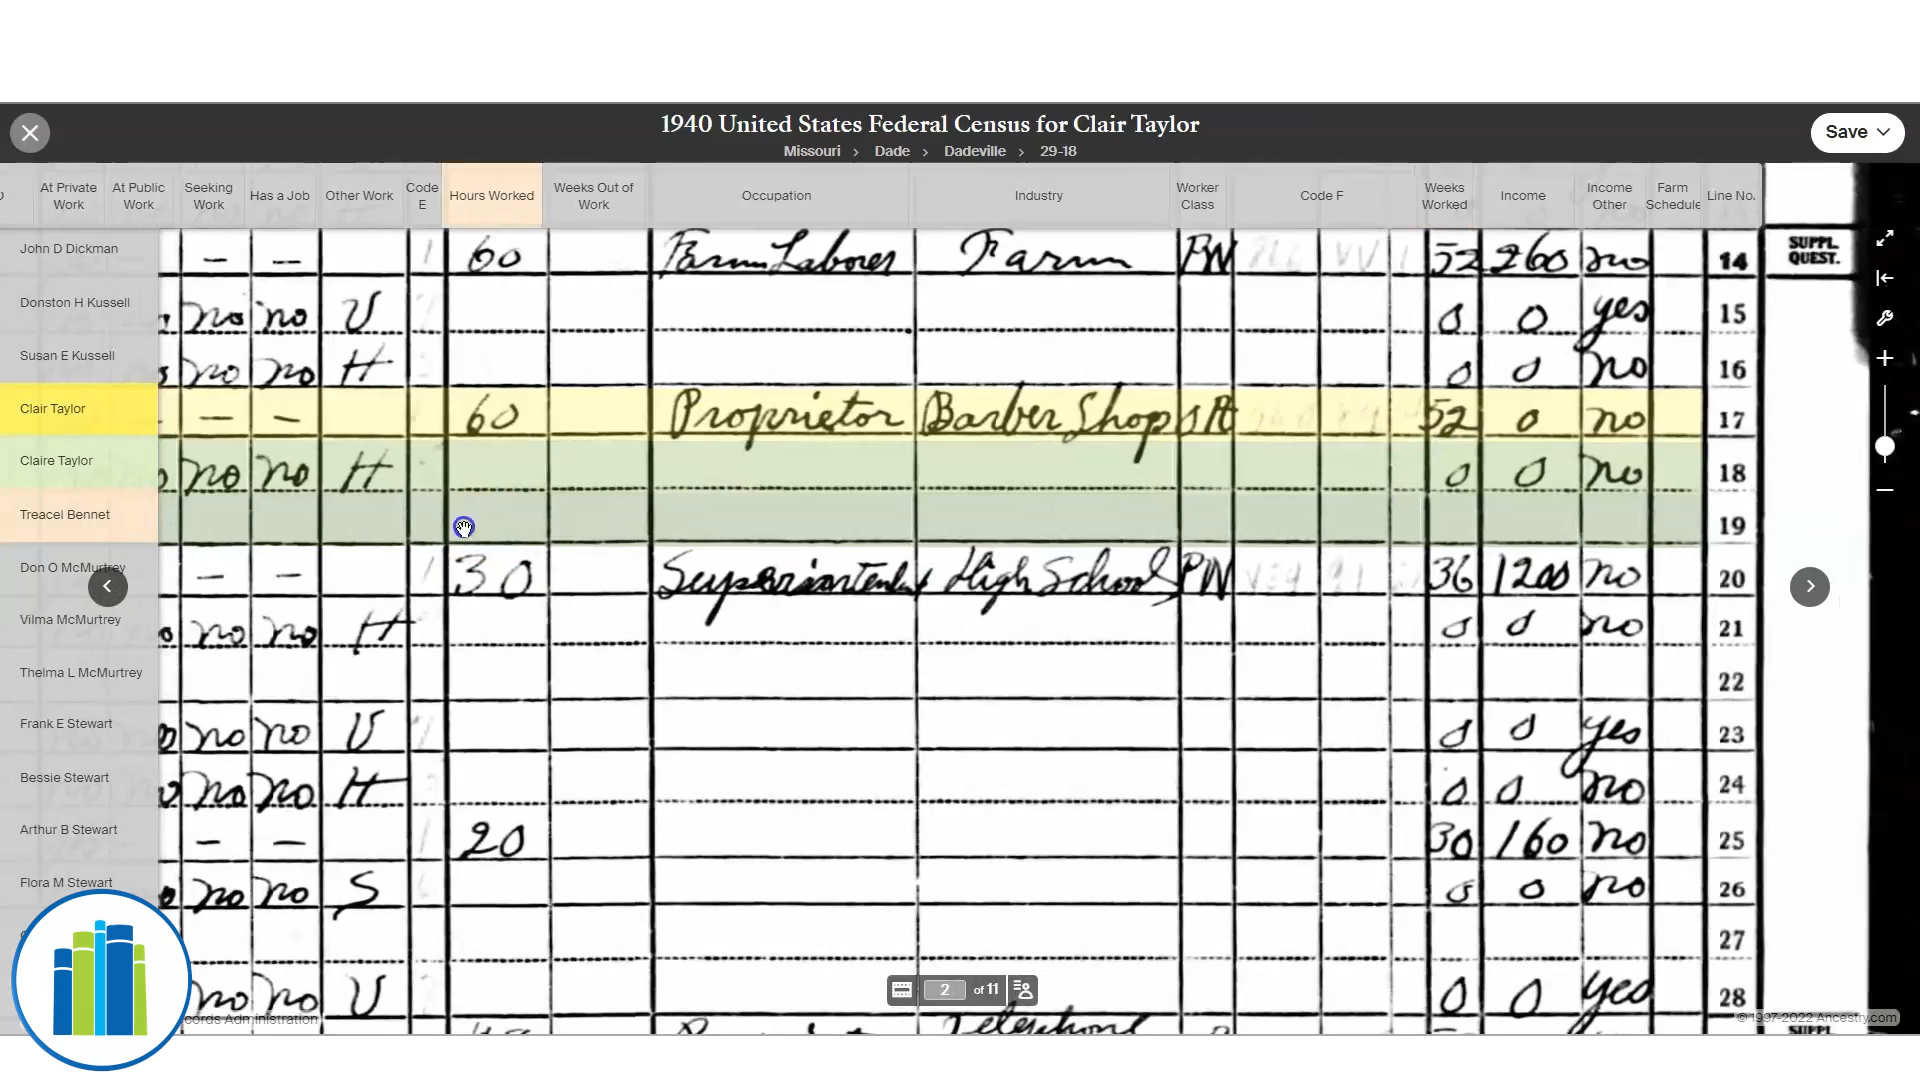 1940 United States Federal Census for Clair Taylor
Save
Missouri > Dade > Dadeville > 29-18
At Private Work At Public Work Seeking Work Has a Job Other Work Code E Hours Worked Weeks Out of Work Occupation Industry Worker Class Code F Weeks Worked Income Income Other Farm Schedule Line No.
John D Dickman — — 60 Farm Laborer Farm PW 52 260 no 14 SUPPL. QUEST.
Donston H Kussell no no U 0 0 yes 15
Susan E Kussell no no H 0 0 no 16
Clair Taylor — — 60 Proprietor Barber Shop 52 0 no 17
Claire Taylor no no H 0 0 no 18
Treacel Bennet 19
Don O McMurtrey — — 30 Superintendent High School PW 36 1200 no 20
Vilma McMurtrey no no H 0 0 no 21
Thelma L McMurtrey 22
Frank E Stewart no no U 0 0 yes 23
Bessie Stewart no no H 0 0 no 24
Arthur B Stewart — — 20 30 160 no 25
Flora M Stewart no no S 0 0 no 26
27
no no U 0 0 yes 28
2 of 11
© 1997-2022 Ancestry.com
Telephone